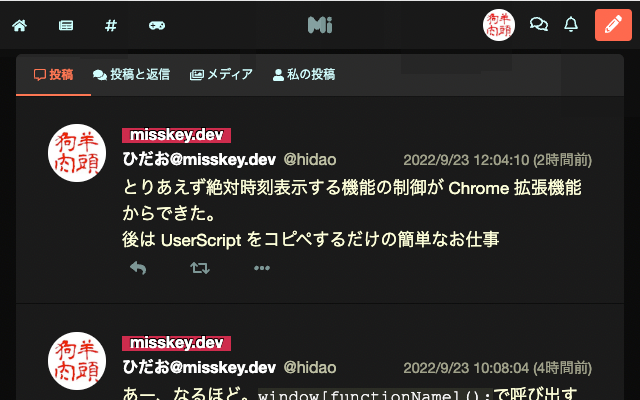 Mi
狗羊
肉頭
投稿 投稿と返信 メディア 私の投稿
狗羊
肉頭
misskey.dev
ひだお@misskey.dev @hidao 2022/9/23 12:04:10 (2時間前)
とりあえず絶対時刻表示する機能の制御が Chrome 拡張機能
からできた。
後は UserScript をコピペするだけの簡単なお仕事
狗羊
肉頭
misskey.dev
ひだお@misskey.dev @hidao 2022/9/23 10:08:04 (4時間前)
あー、なるほど。window[functionName]();で呼び出す